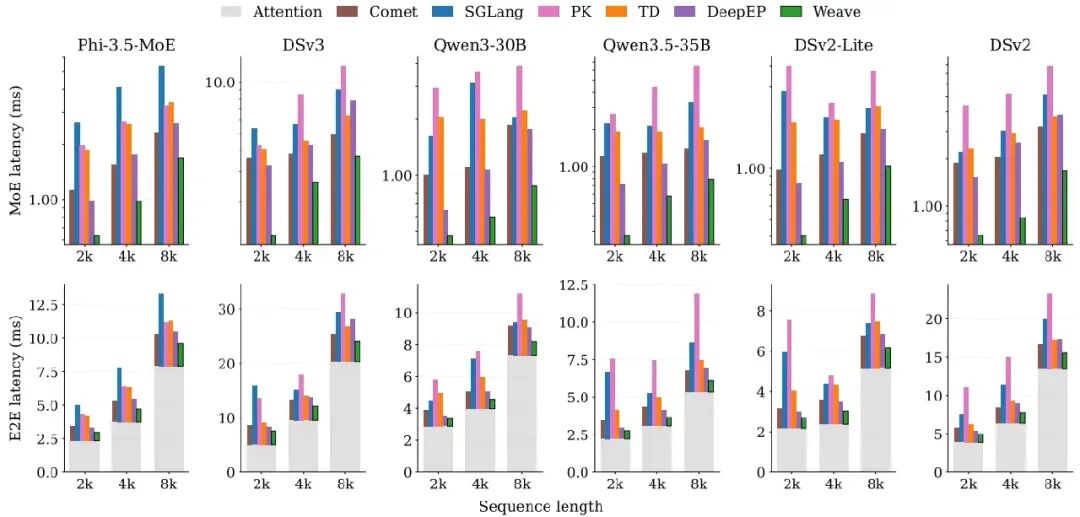 Attention Comet SGLang PK TD DeepEP Weave
Phi-3.5-MoE DSv3 Qwen3-30B Qwen3.5-35B DSv2-Lite DSv2
MoE latency (ms)
1.00
2k 4k 8k
10.0
2k 4k 8k
1.00
2k 4k 8k
1.00
2k 4k 8k
1.00
2k 4k 8k
1.00
2k 4k 8k
E2E latency (ms)
12.5
10.0
7.5
5.0
2.5
0.0
2k 4k 8k
30
20
10
0
2k 4k 8k
10
8
6
4
2
0
2k 4k 8k
12.5
10.0
7.5
5.0
2.5
0.0
2k 4k 8k
8
6
4
2
0
2k 4k 8k
20
15
10
5
0
2k 4k 8k
Sequence length